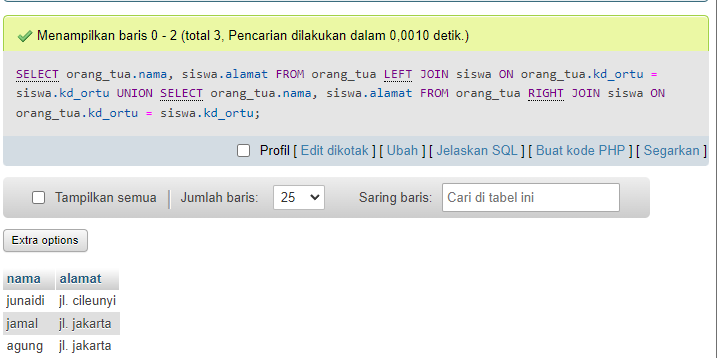 Menampilkan baris 0 - 2 (total 3, Pencarian dilakukan dalam 0,0010 detik.)
SELECT orang_tua.nama, siswa.alamat FROM orang_tua LEFT JOIN siswa ON orang_tua.kd_ortu =
siswa.kd_ortu UNION SELECT orang_tua.nama, siswa.alamat FROM orang_tua RIGHT JOIN siswa ON
orang_tua.kd_ortu = siswa.kd_ortu;
Profil [ Edit dikotak ] [ Ubah ] [ Jelaskan SQL ] [ Buat kode PHP ] [ Segarkan ]
Tampilkan semua Jumlah baris: 25 Saring baris: Cari di tabel ini
Extra options
nama alamat
junaidi jl. cileunyi
jamal jl. jakarta
agung jl. jakarta